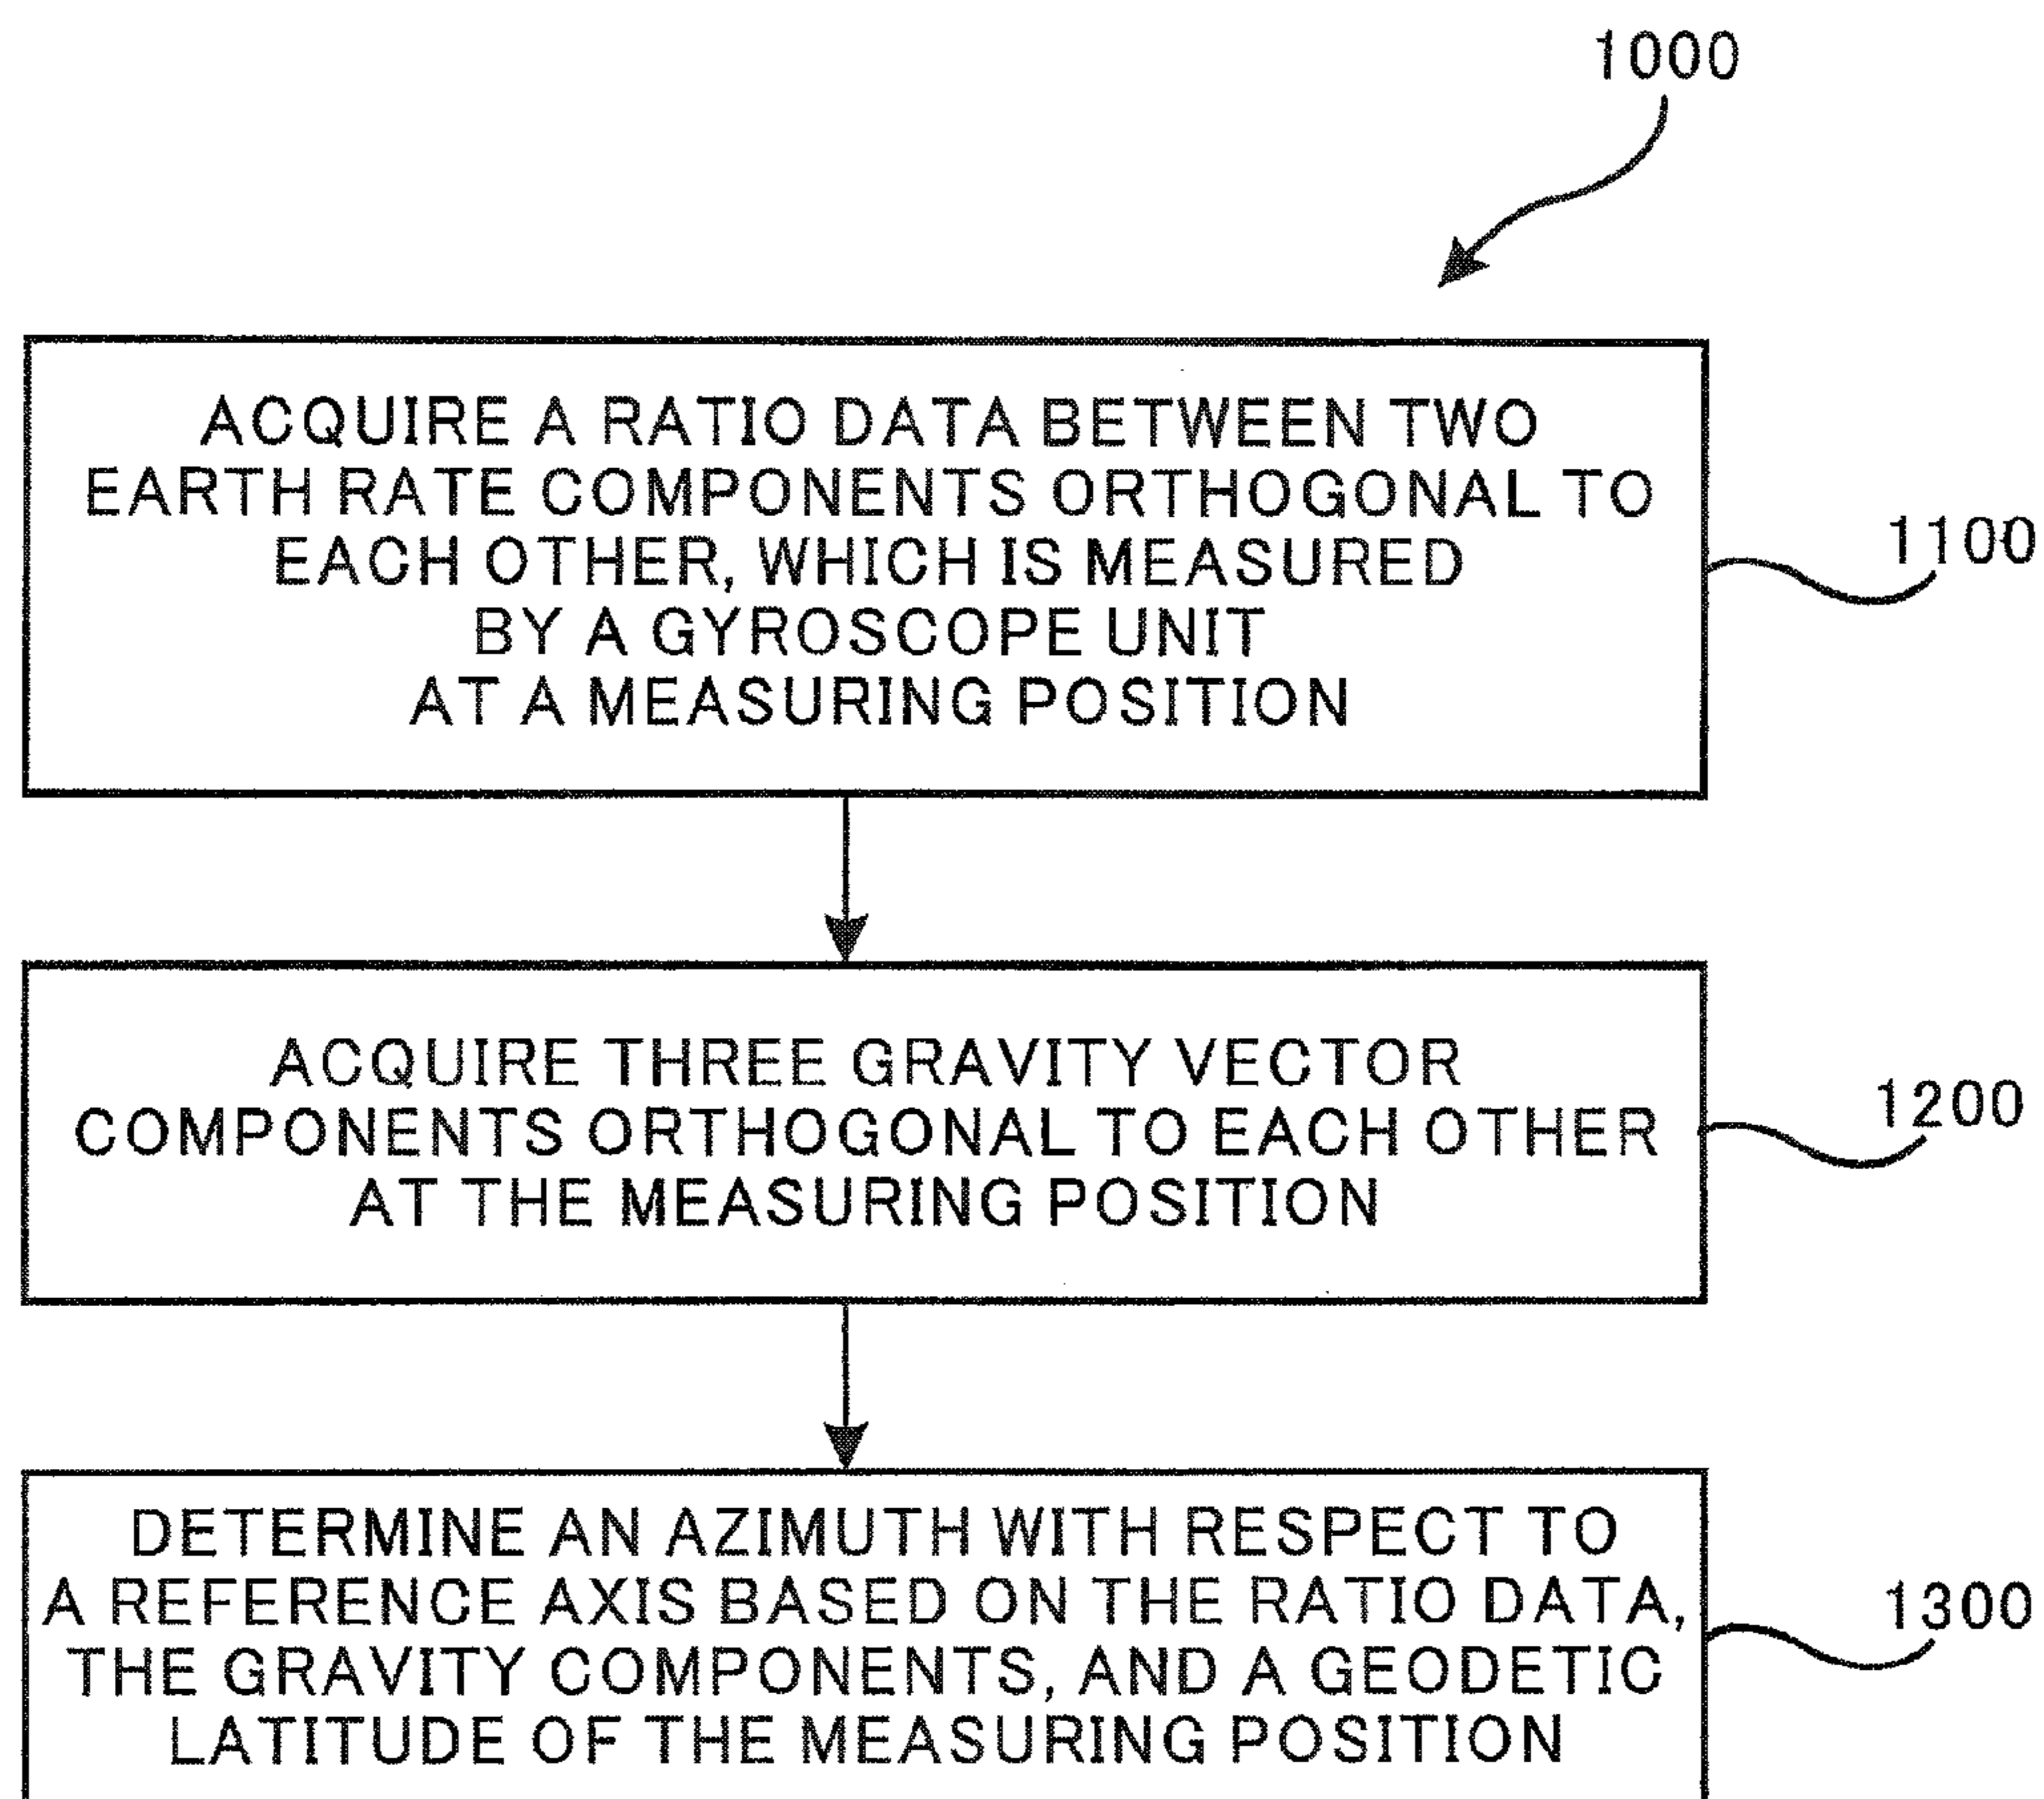 1000
ACQUIRE A RATIO DATA BETWEEN TWO
EARTH RATE COMPONENTS ORTHOGONAL TO
EACH OTHER, WHICH IS MEASURED
BY A GYROSCOPE UNIT
AT A MEASURING POSITION
1100
ACQUIRE THREE GRAVITY VECTOR
COMPONENTS ORTHOGONAL TO EACH OTHER
AT THE MEASURING POSITION
1200
DETERMINE AN AZIMUTH WITH RESPECT TO
A REFERENCE AXIS BASED ON THE RATIO DATA,
THE GRAVITY COMPONENTS, AND A GEODETIC
LATITUDE OF THE MEASURING POSITION
1300